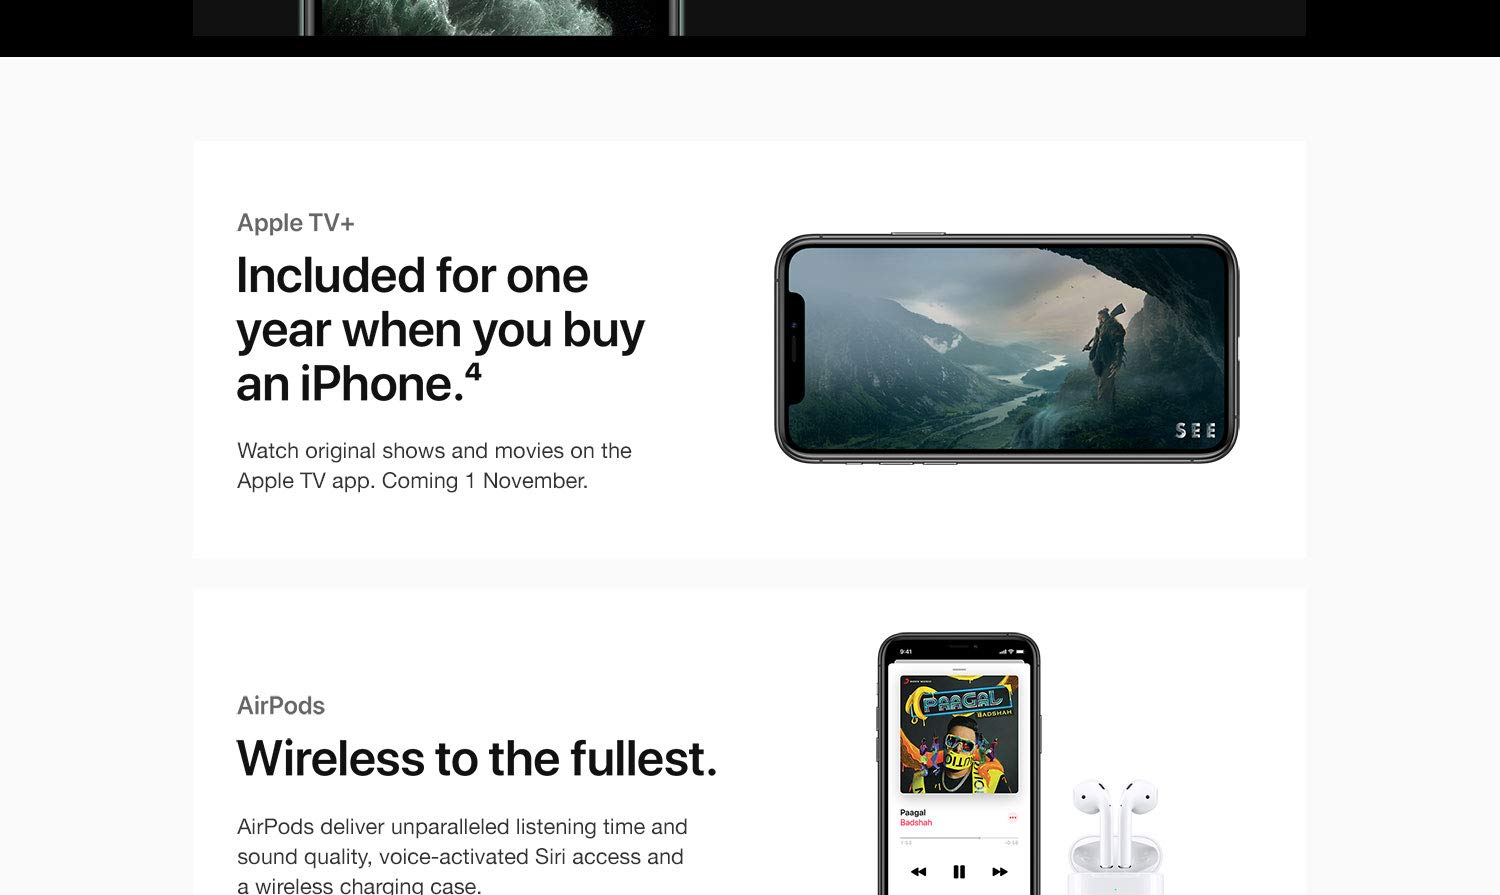 Apple TV+
Included for one
year when you buy
an iPhone.⁴
Watch original shows and movies on the
Apple TV app. Coming 1 November.
SEE
AirPods
Wireless to the fullest.
AirPods deliver unparalleled listening time and
sound quality, voice-activated Siri access and
a wireless charging case.
9:41
PAAGAL
BADSHAH
Paagal
Badshah